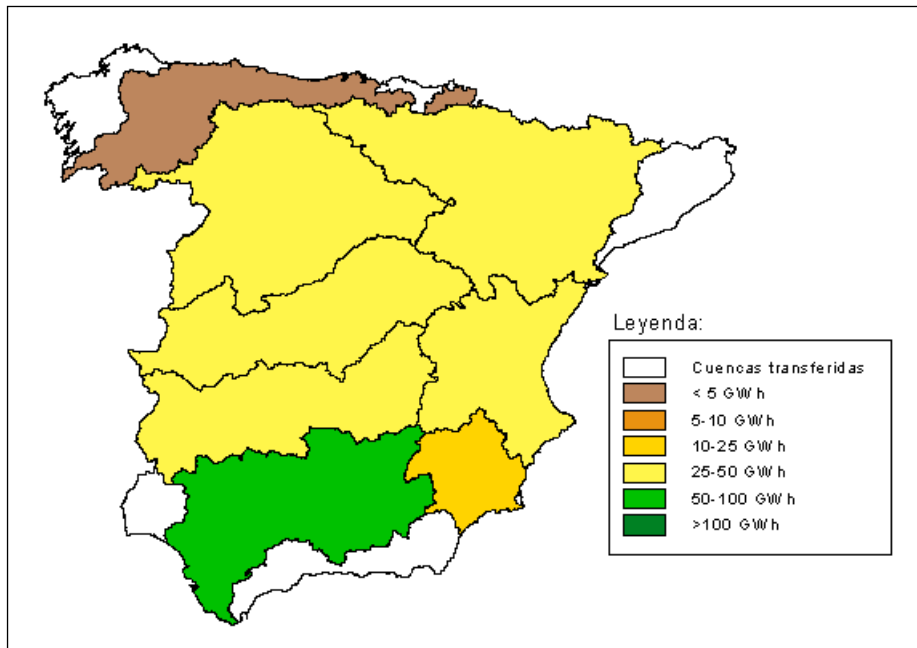 Leyenda:
Cuencas transferidas
< 5 GWh
5-10 GWh
10-25 GWh
25-50 GWh
50-100 GWh
>100 GWh